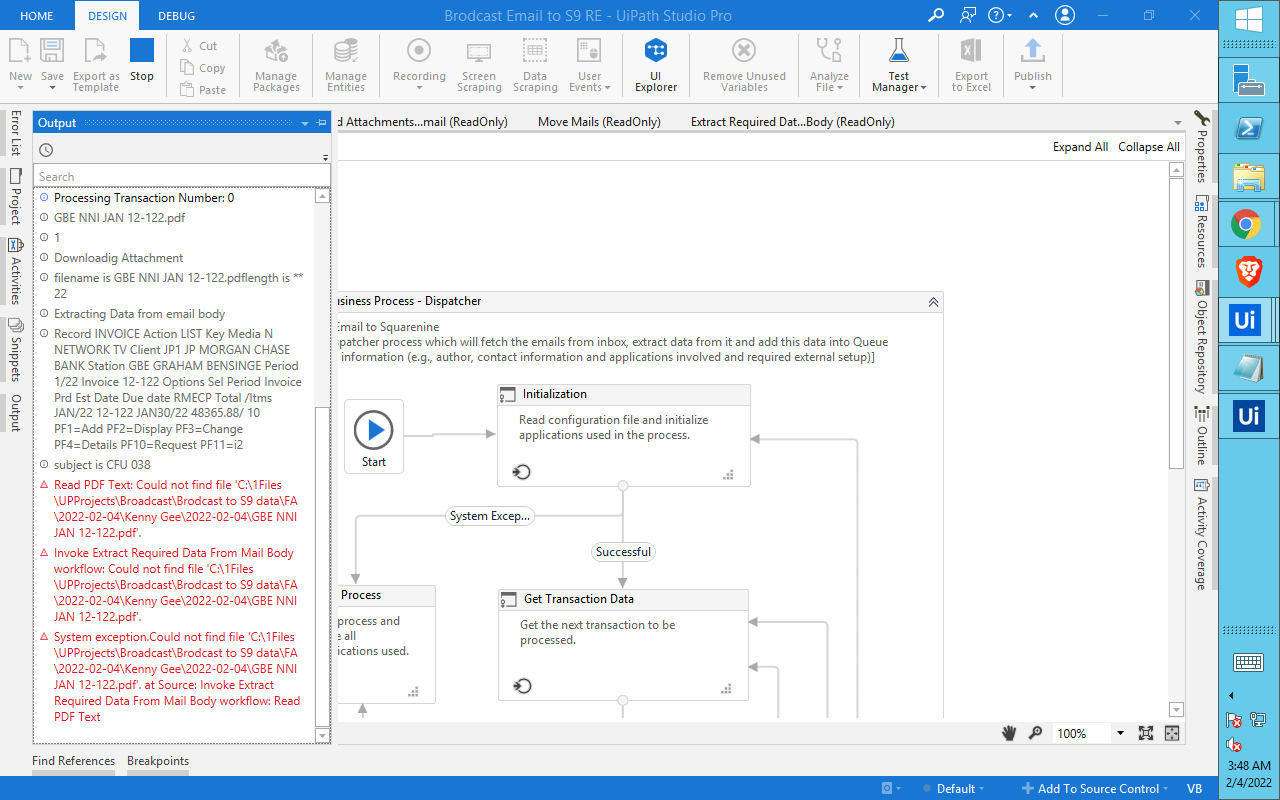 HOME
DESIGN
DEBUG
Brodcast Email to S9 RE - UiPath Studio Pro
New
Save
Export as
Template
Stop
Cut
Copy
Paste
Manage
Packages
Manage
Entities
Recording
Screen
Scraping
Data
Scraping
User
Events
UI
Explorer
Remove Unused
Variables
Analyze
File
Test
Manager
Export
to Excel
Publish
Error List
Project
Activities
Snippets
Output
Output
Search
Processing Transaction Number: 0
GBE NNI JAN 12-122.pdf
1
Downloadig Attachment
filename is GBE NNI JAN 12-122.pdflength is **
22
Extracting Data from email body
Record INVOICE Action LIST Key Media N
NETWORK TV Client JP1 JP MORGAN CHASE
BANK Station GBE GRAHAM BENSINGE Period
1/22 Invoice 12-122 Options Sel Period Invoice
Prd Est Date Due date RMECP Total /Itms
JAN/22 12-122 JAN30/22 48365.88/ 10
PF1=Add PF2=Display PF3=Change
PF4=Details PF10=Request PF11=i2
subject is CFU 038
Read PDF Text: Could not find file 'C:\1Files
\UPProjects\Broadcast\Brodcast to S9 data\FA
\2022-02-04\Kenny Gee\2022-02-04\GBE NNI
JAN 12-122.pdf'.
Invoke Extract Required Data From Mail Body
workflow: Could not find file 'C:\1Files
\UPProjects\Broadcast\Brodcast to S9 data\FA
\2022-02-04\Kenny Gee\2022-02-04\GBE NNI
JAN 12-122.pdf'.
System exception.Could not find file 'C:\1Files
\UPProjects\Broadcast\Brodcast to S9 data\FA
\2022-02-04\Kenny Gee\2022-02-04\GBE NNI
JAN 12-122.pdf'. at Source: Invoke Extract
Required Data From Mail Body workflow: Read
PDF Text
d Attachments...mail (ReadOnly)
Move Mails (ReadOnly)
Extract Required Dat...Body (ReadOnly)
Expand All
Collapse All
usiness Process - Dispatcher
Email to Squarenine
patcher process which will fetch the emails from inbox, extract data from it and add this data into Queue
information (e.g., author, contact information and applications involved and required external setup)]
Start
Initialization
Read configuration file and initialize
applications used in the process.
System Excep...
Successful
Process
process and
e all
ications used.
Get Transaction Data
Get the next transaction to be
processed.
100%
Properties
Resources
Object Repository
Outline
Activity Coverage
Find References
Breakpoints
Default
Add To Source Control
VB
Ui
Ui
3:48 AM
2/4/2022